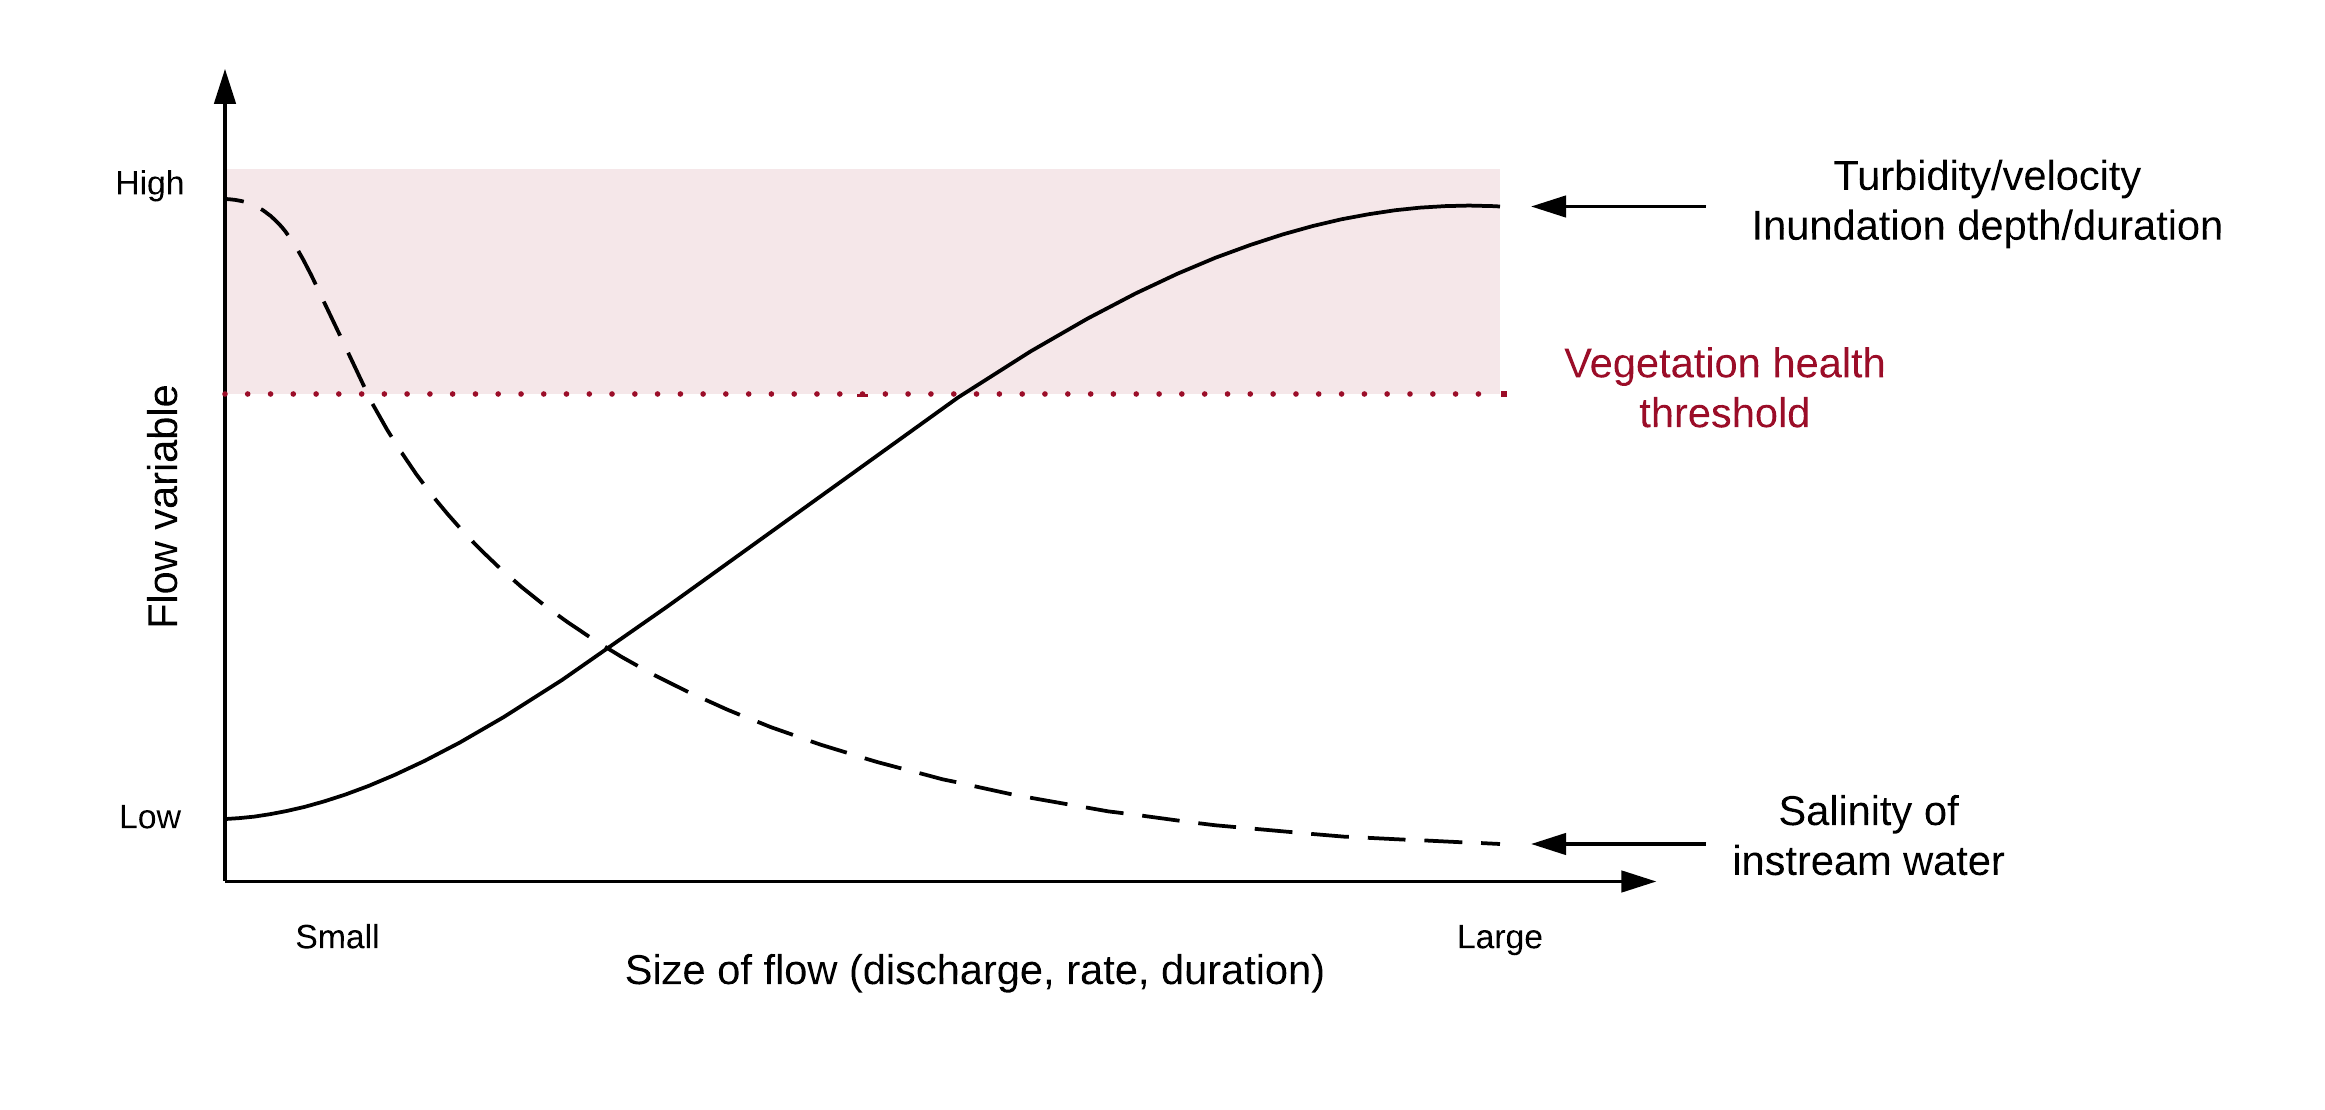 High
Turbidity/velocity
Inundation depth/duration
Vegetation health
threshold
Flow variable
Low
Salinity of
instream water
Small
Large
Size of flow (discharge, rate, duration)